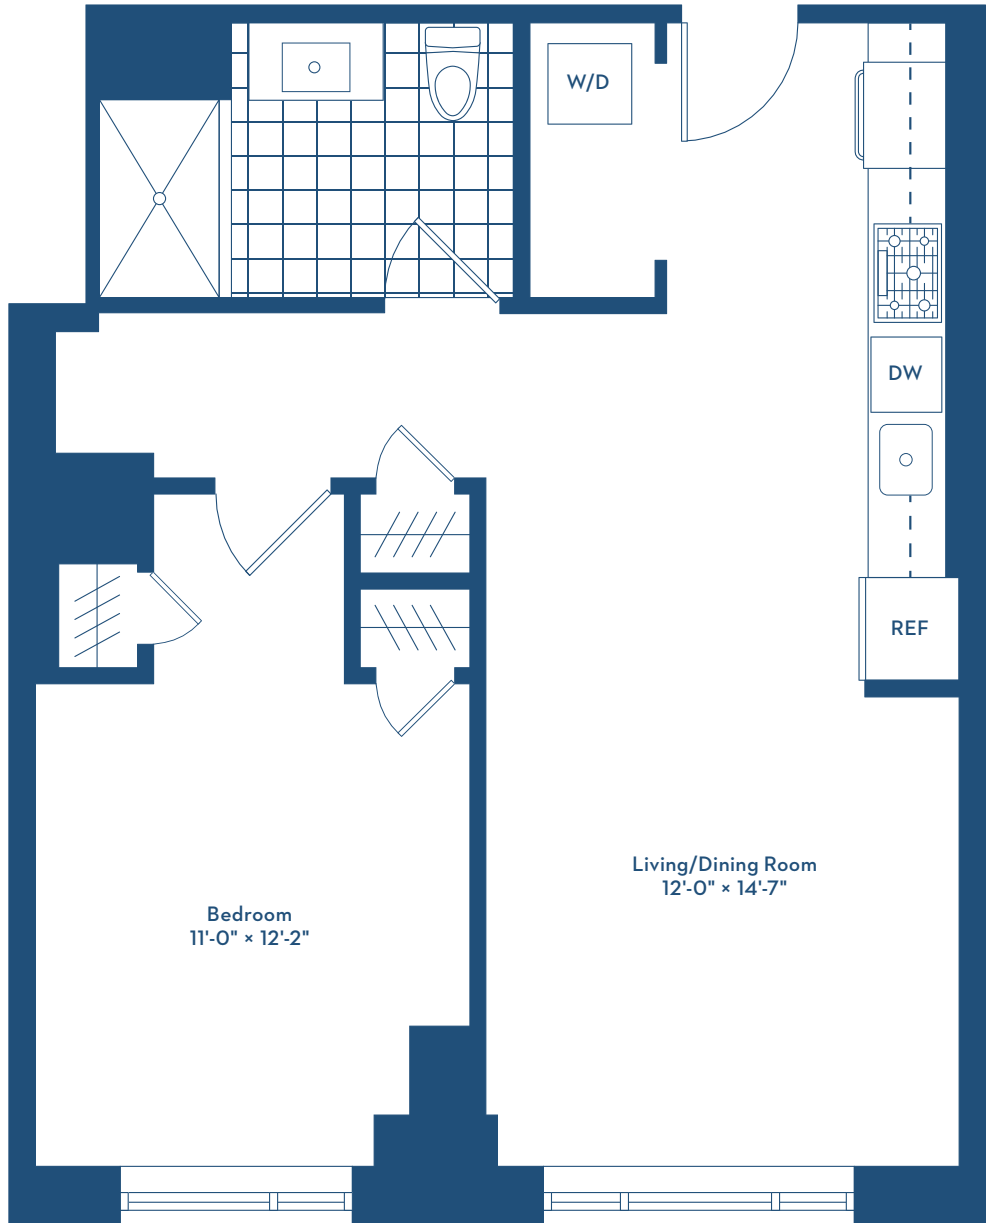 W/D
DW
REF
Living/Dining Room
12'-0" × 14'-7"
Bedroom
11'-0" × 12'-2"